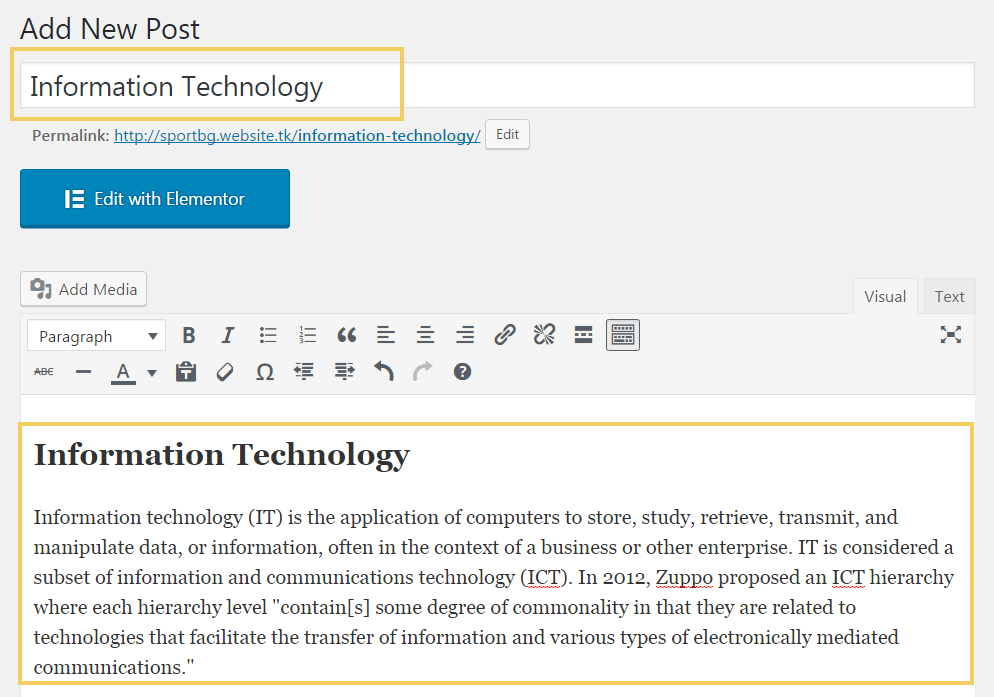 Add New Post
Information Technology
Permalink: http://sportbg.website.tk/information-technology/ Edit
Edit with Elementor
Add Media
Visual Text
Paragraph B I
ABC A Ω
Information Technology
Information technology (IT) is the application of computers to store, study, retrieve, transmit, and
manipulate data, or information, often in the context of a business or other enterprise. IT is considered a
subset of information and communications technology (ICT). In 2012, Zuppo proposed an ICT hierarchy
where each hierarchy level "contain[s] some degree of commonality in that they are related to
technologies that facilitate the transfer of information and various types of electronically mediated
communications."